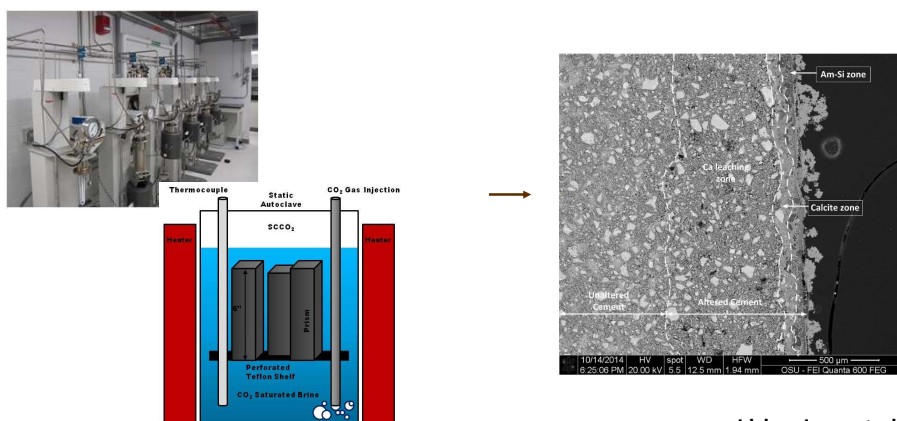 Thermocouple
CO₂ Gas Injection
Static
Autoclave
SCCO₂
Heater
Heater
6"
Prism
Perforated
Teflon Shelf
CO₂ Saturated Brine
Am-Si zone
Ca leaching
zone
Calcite zone
Unaltered
Cement
Altered Cement
10/14/2014 HV spot WD HFW 500 µm
6:25:06 PM 20.00 kV 5.5 12.5 mm 1.94 mm OSU - FEI Quanta 600 FEG